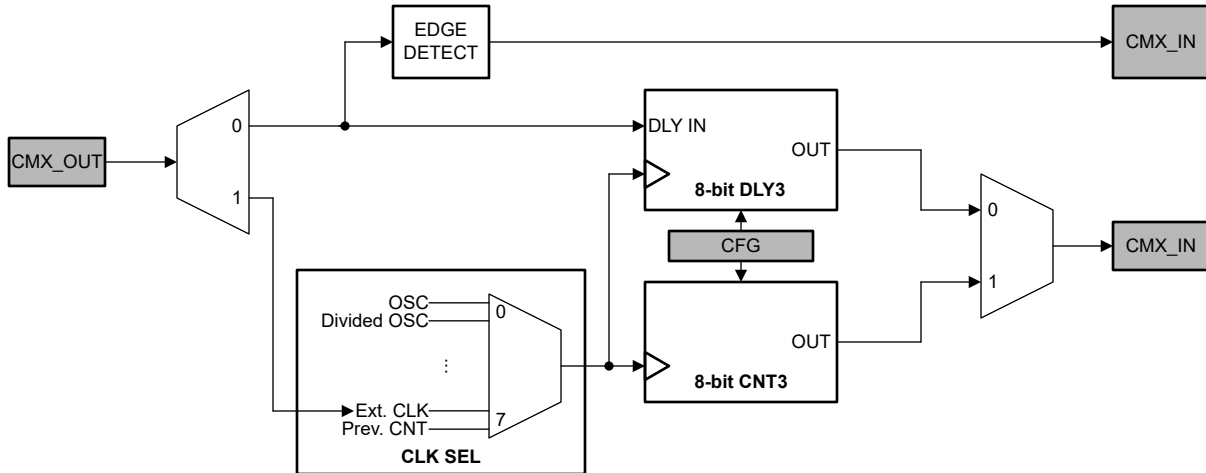 EDGE
DETECT
CMX_IN
CMX_OUT
0
1
DLY IN
OUT
8-bit DLY3
CFG
0
1
CMX_IN
OSC
Divided OSC
⋮
Ext. CLK
Prev. CNT
0
7
CLK SEL
OUT
8-bit CNT3